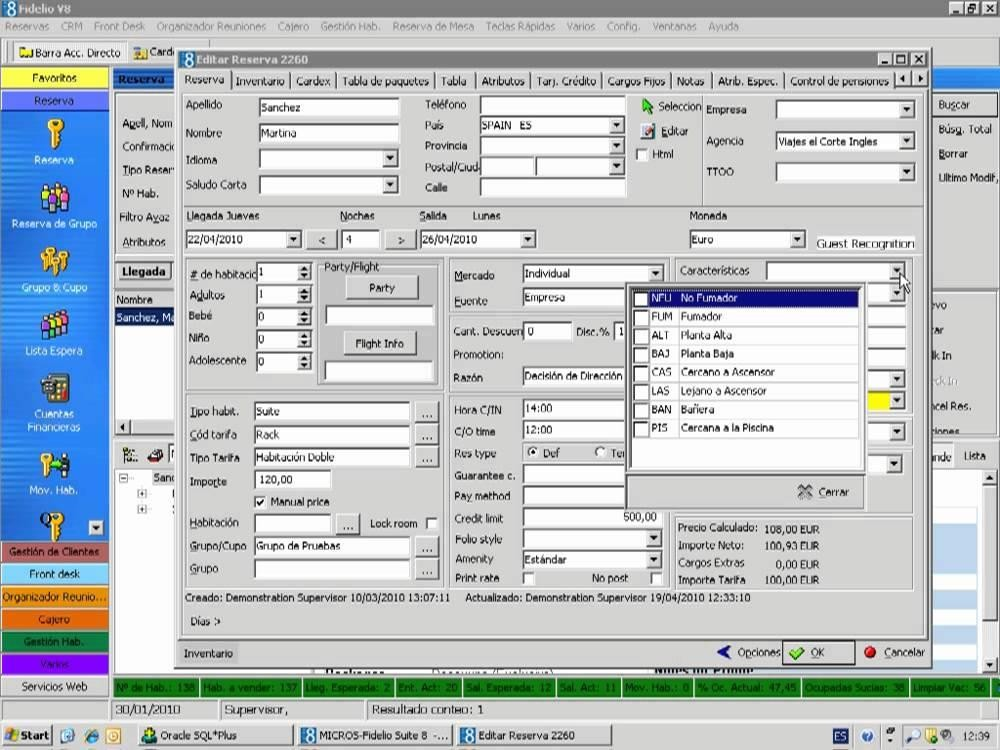 Fidelio V8
Reservas CRM Front Desk Organizador Reuniones Cajero Gestión Hab. Reserva de Mesa Teclas Rápidas Varios Config. Ventanas Ayuda
Barra Acc. Directo
Editar Reserva 2260
Favoritos
Reserva
Reserva
Reserva de Grupo
Grupo & Cupo
Lista Espera
Cuentas
Financieras
Mov. Hab.
Gestión de Clientes
Front desk
Organizador Reunio...
Cajero
Gestión Hab.
Varios
Servicios Web
Reserva
Apell, Nom
Confirmació
Tipo Reser
Nº Hab.
Filtro Avaz
Atributos
Llegada
Nombre
Sanchez, Ma
Reserva Inventario Cardex Tabla de paquetes Tabla Atributos Tarj. Crédito Cargos Fijos Notas Atrib. Espec. Control de pensiones
Apellido Sanchez
Nombre Martina
Idioma
Saludo Carta
Teléfono
País SPAIN ES
Provincia
Postal/Ciud
Calle
Seleccion
Editar
Html
Empresa
Agencia Viajes el Corte Ingles
TTOO
Llegada Jueves Noches Salida Lunes Moneda
22/04/2010 < 4 > 26/04/2010 Euro Guest Recognition
# de habitacic 1
Adultos 1
Bebé 0
Niño 0
Adolescente 0
Party/Flight
Party
Flight Info
Mercado Individual
Fuente Empresa
Cant. Descuen 0 Disc.% 1
Promotion:
Razón Decisión de Dirección
Características
NFU No Fumador
FUM Fumador
ALT Planta Alta
BAJ Planta Baja
CAS Cercano a Ascensor
LAS Lejano a Ascensor
BAN Bañera
PIS Cercana a la Piscina
Cerrar
Tipo habit. Suite ...
Cód tarifa Rack ...
Tipo Tarifa Habitación Doble ...
Importe 120,00
Manual price
Habitación ... Lock room
Grupo/Cupo Grupo de Pruebas ...
Grupo ...
Hora C/IN 14:00
C/O time 12:00
Res type Def Te
Guarantee c.
Pay method
Credit limit 500,00
Folio style
Amenity Estándar
Print rate No post
Precio Calculado: 108,00 EUR
Importe Neto: 100,93 EUR
Cargos Extras 0,00 EUR
Importe Tarifa 100,00 EUR
Creado: Demonstration Supervisor 10/03/2010 13:07:11 Actualizado: Demonstration Supervisor 19/04/2010 12:33:10
Días >
Inventario Opciones OK Cancelar
Buscar
Búsq. Total
Borrar
Ultimo Modif,
Lista
Nº de Hab.: 138 Hab. a vender: 137 Lleg. Esperada: 2 Ent. Act: 20 Sal. Esperada: 12 Sal. Act: 11 Mov. Hab.: 0 % Oc. Actual: 47,45 Ocupadas Sucias: 38 Limpiar Vac: 56
30/01/2010 Supervisor, Resultado conteo: 1
Start Oracle SQL*Plus MICROS-Fidelio Suite 8 -... Editar Reserva 2260 ES 12:39